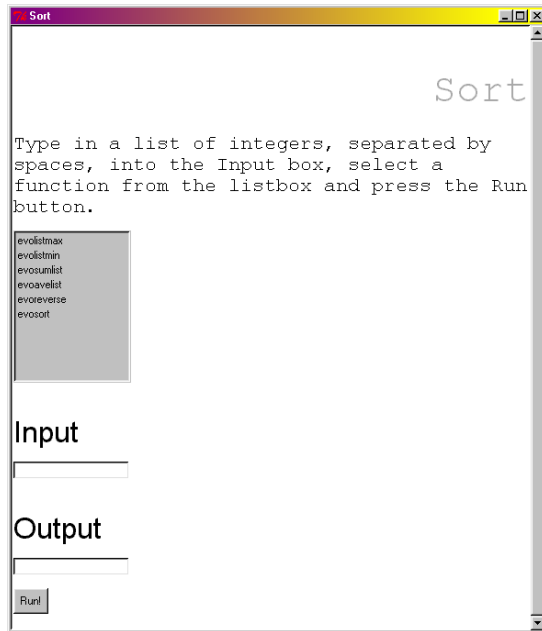 Sort
Sort
Type in a list of integers, separated by
spaces, into the Input box, select a
function from the listbox and press the Run
button.
evolistmax
evolistmin
evosumlist
evoavelist
evoreverse
evosort
Input
Output
Run!